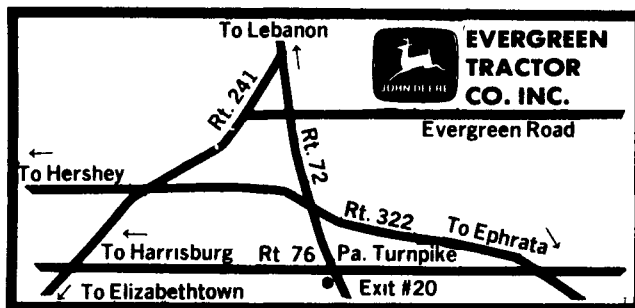 To Lebanon
EVERGREEN
TRACTOR
CO. INC.
JOHN DEERE
Rt. 241
Evergreen Road
Rt. 72
To Hershey
Rt. 322
To Ephrata
To Harrisburg Rt 76 Pa. Turnpike
To Elizabethtown
Exit #20